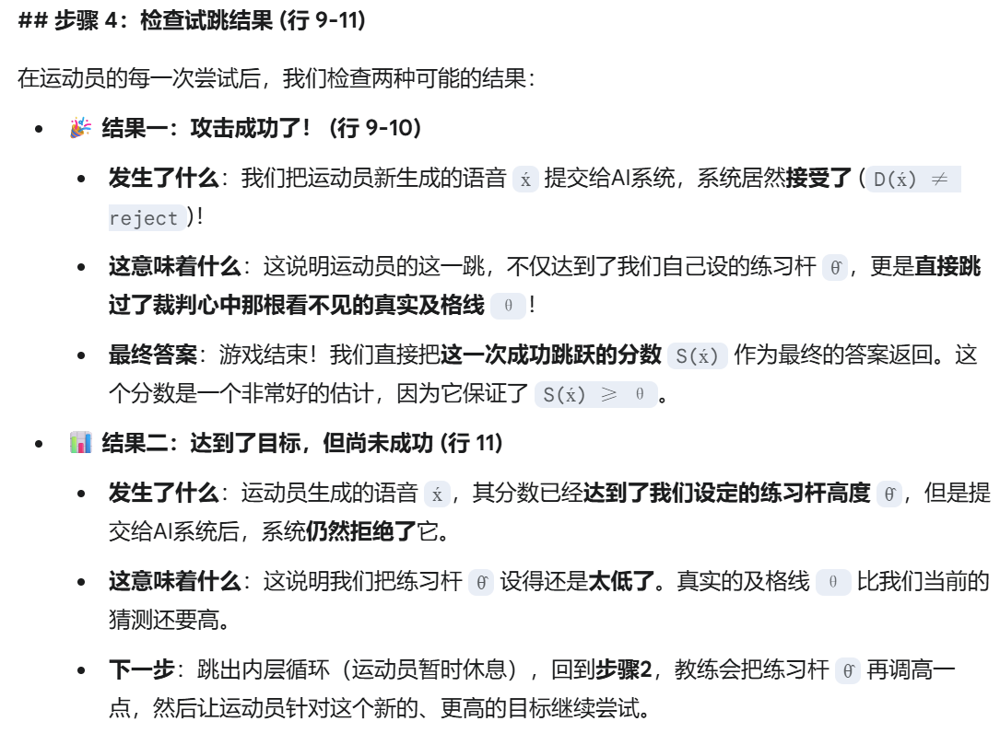 ## 步骤 4：检查试跳结果 (行 9-11)
在运动员的每一次尝试后，我们检查两种可能的结果：
• 🎉 结果一：攻击成功了！ (行 9-10)
• 发生了什么：我们把运动员新生成的语音 x́ 提交给AI系统，系统居然接受了 ( D(x́) ≠
reject )！
• 这意味着什么：这说明运动员的这一跳，不仅达到了我们自己设的练习杆 θ̂ ，更是直接跳
过了裁判心中那根看不见的真实及格线 θ ！
• 最终答案：游戏结束！我们直接把这一次成功跳跃的分数 S(x́) 作为最终的答案返回。这
个分数是一个非常好的估计，因为它保证了 S(x́) ⩾ θ 。
• 📊 结果二：达到了目标，但尚未成功 (行 11)
• 发生了什么：运动员生成的语音 x́ ，其分数已经达到了我们设定的练习杆高度 θ̂ ，但是提
交给AI系统后，系统仍然拒绝了它。
• 这意味着什么：这说明我们把练习杆 θ̂ 设得还是太低了。真实的及格线 θ 比我们当前的
猜测还要高。
• 下一步：跳出内层循环（运动员暂时休息），回到步骤2，教练会把练习杆 θ̂ 再调高一
点，然后让运动员针对这个新的、更高的目标继续尝试。